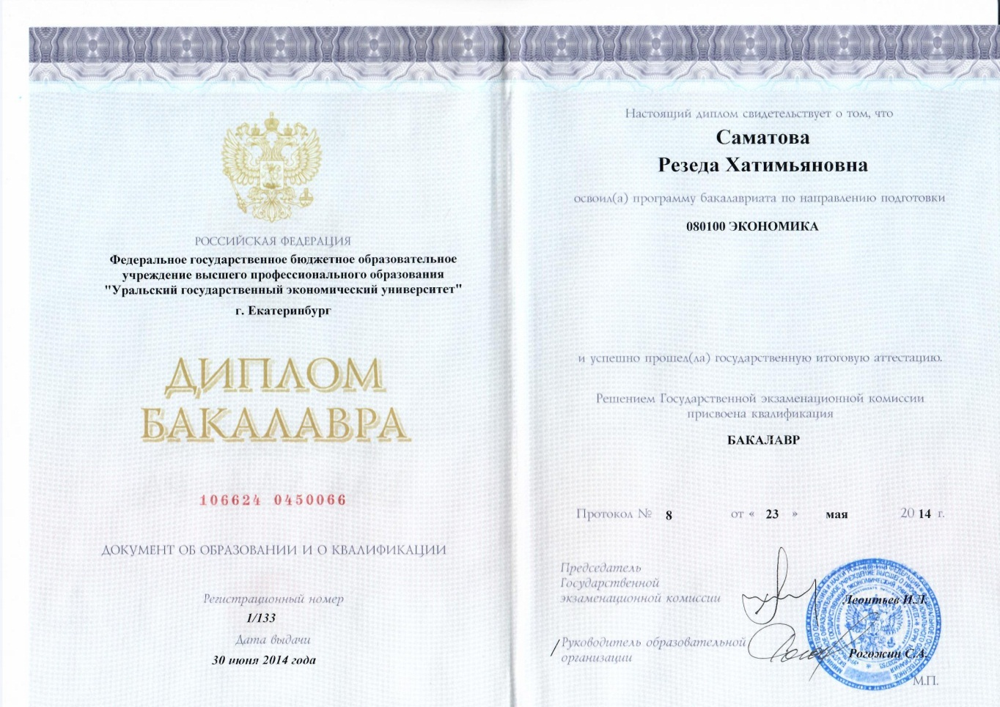 РОССИЙСКАЯ ФЕДЕРАЦИЯ
Федеральное государственное бюджетное образовательное
учреждение высшего профессионального образования
"Уральский государственный экономический университет"
г. Екатеринбург
ДИПЛОМ
БАКАЛАВРА
106624 0450066
ДОКУМЕНТ ОБ ОБРАЗОВАНИИ И О КВАЛИФИКАЦИИ
Регистрационный номер
1/133
Дата выдачи
30 июня 2014 года
Настоящий диплом свидетельствует о том, что
Саматова
Резеда Хатимьяновна
освоил(а) программу бакалавриата по направлению подготовки
080100 ЭКОНОМИКА
и успешно прошел(ла) государственную итоговую аттестацию.
Решением Государственной экзаменационной комиссии
присвоена квалификация
БАКАЛАВР
Протокол № 8 от « 23 » мая 20 14 г.
Председатель
Государственной
экзаменационной комиссии
Леонтьев И.Л.
Руководитель образовательной
организации
Рогожин С.А.
М.П.